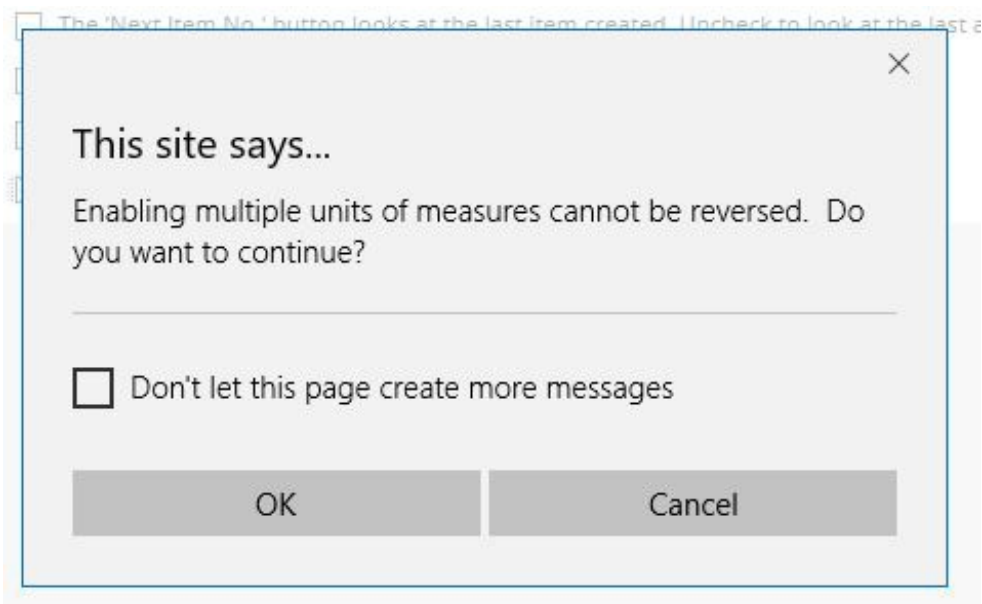 The 'Next Item No.' button looks at the last item created. Uncheck to look at the last a
This site says...
Enabling multiple units of measures cannot be reversed.  Do
you want to continue?
Don't let this page create more messages
OK
Cancel